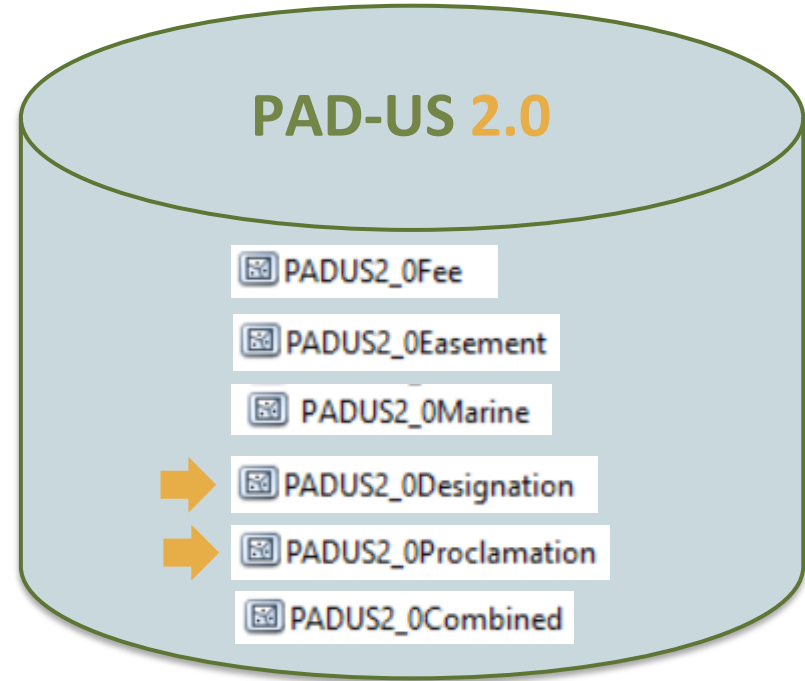 PAD-US 2.0
PADUS2_0Fee
PADUS2_0Easement
PADUS2_0Marine
PADUS2_0Designation
PADUS2_0Proclamation
PADUS2_0Combined